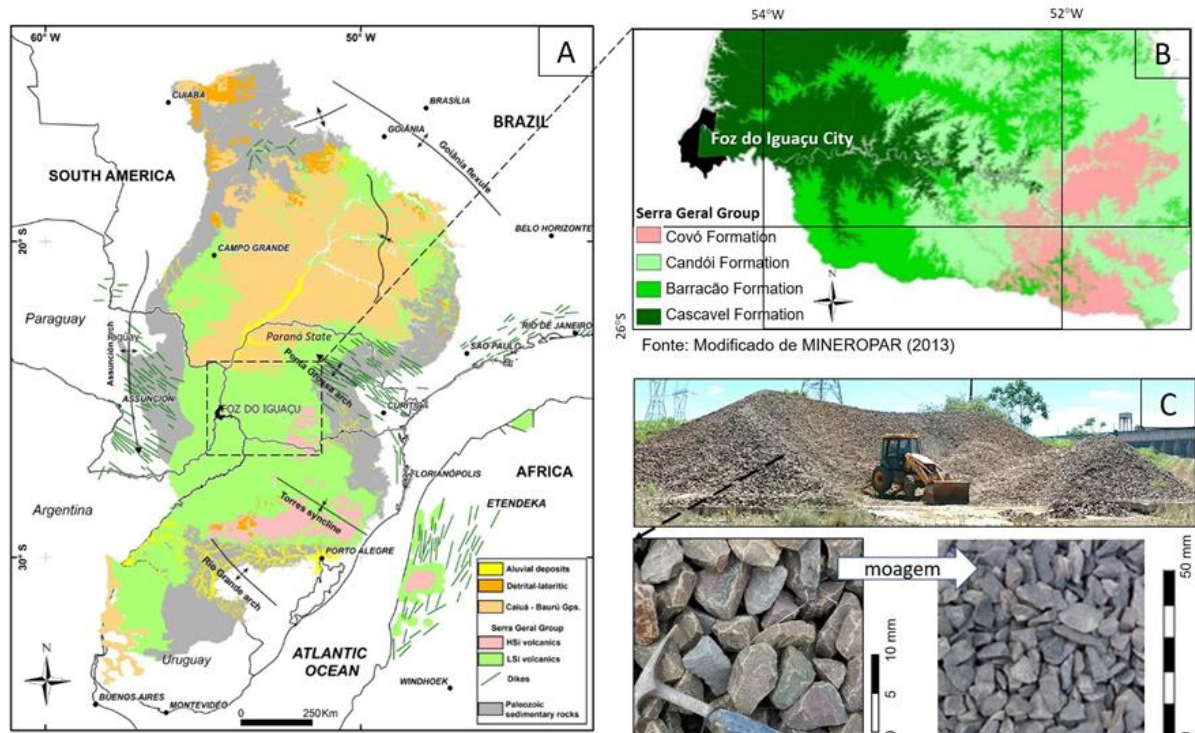 60° W
50° W
A
CUIABÁ
BRASÍLIA
GOIÂNIA
BRAZIL
Goiânia flexure
SOUTH AMERICA
BELO HORIZONTE
20° S
CAMPO GRANDE
RIO DE JANEIRO
Paraguay
Paraná State
SÃO PAULO
Assunción arch
Ponta Grossa arch
ASSUNCIÓN
FOZ DO IGUAÇU
AFRICA
FLORIANÓPOLIS
ETENDEKA
Argentina
Torres syncline
30° S
PORTO ALEGRE
Rio Grande arch
Uruguay
ATLANTIC
OCEAN
WINDHOEK
N
BUENOS AIRES
MONTEVIDÉO
0
250 Km
Aluvial deposits
Detrital-lateritic
Caiuá - Baurú Gps.
Serra Geral Group
HSi volcanics
LSi volcanics
Dikes
Paleozoic
sedimentary rocks
54°W
52°W
B
Foz do Iguaçu City
Serra Geral Group
Covó Formation
Candói Formation
Barracão Formation
Cascavel Formation
N
26°S
Fonte: Modificado de MINEROPAR (2013)
C
moagem
10 mm
5
50 mm